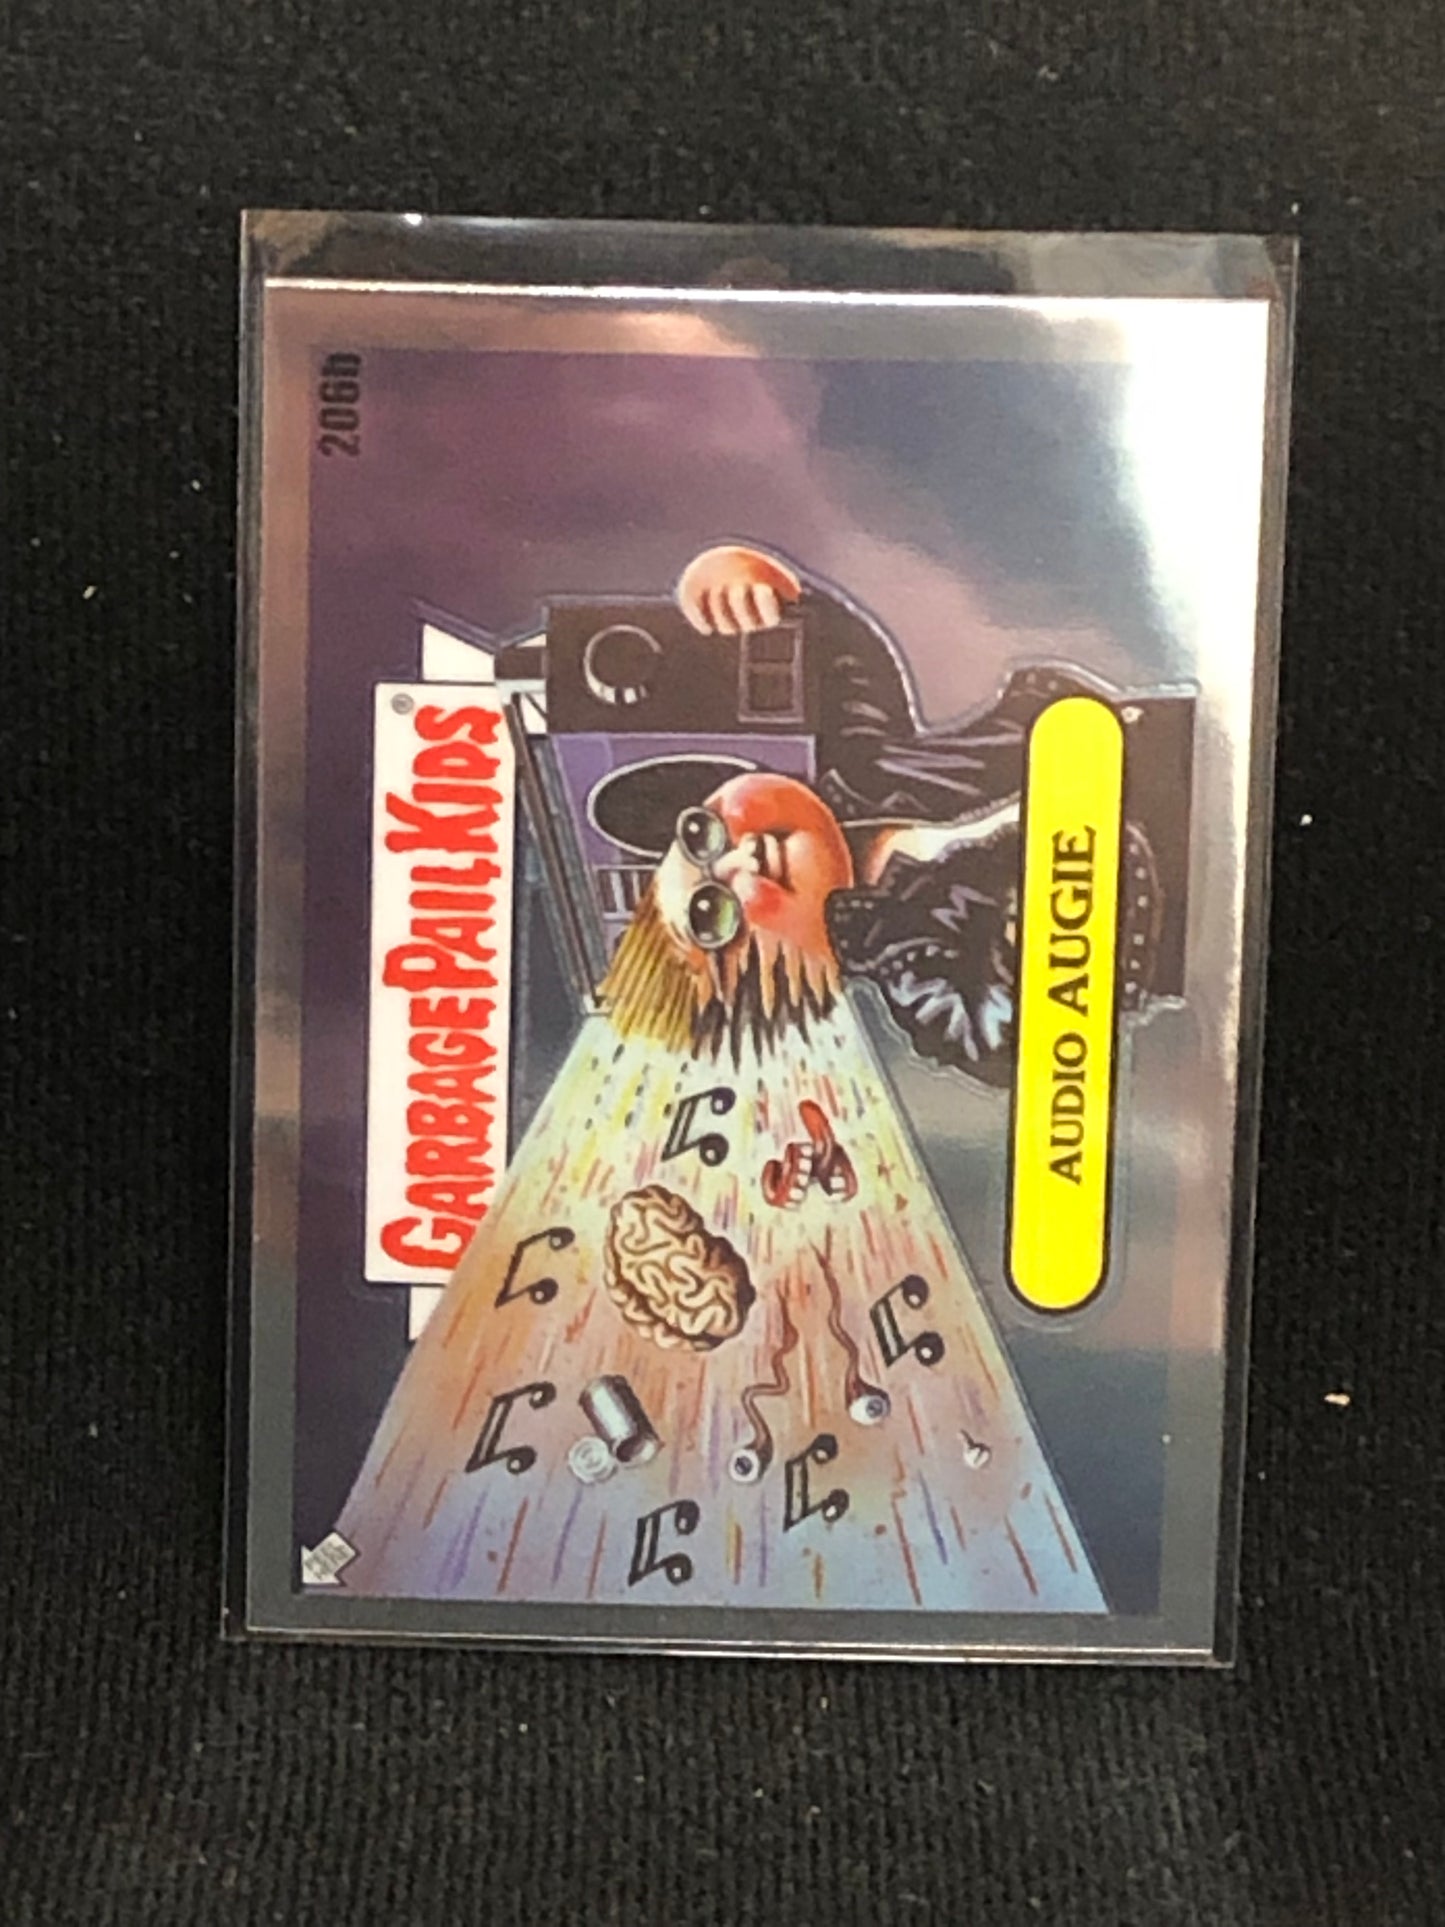 206b
GARBAGE PAIL KIDS
®
AUDIO AUGIE